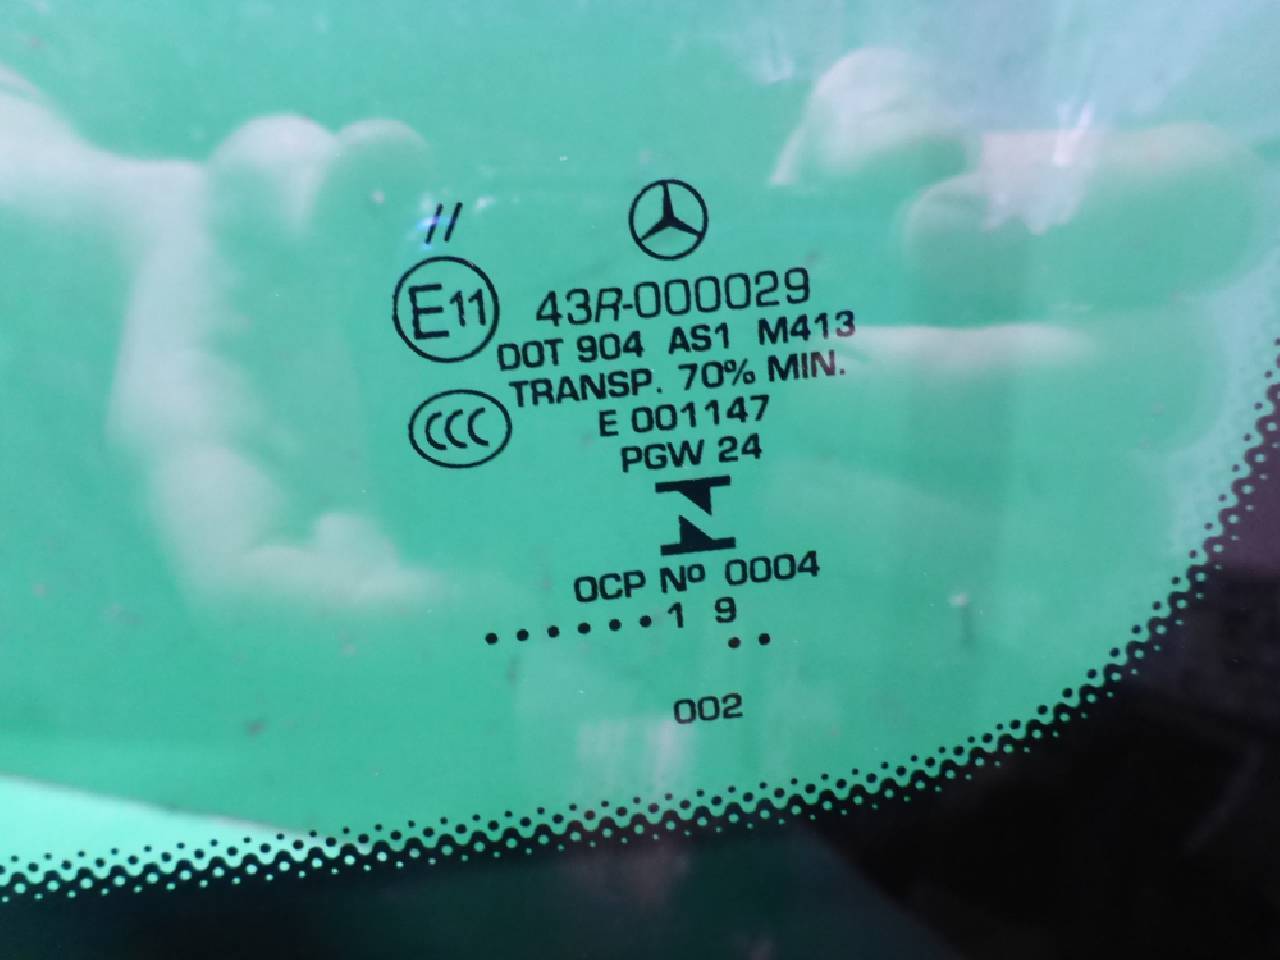 //
E11 43R-000029
DOT 904 AS1 M413
TRANSP. 70% MIN.
CCC
E 001147
PGW 24
OCP Nº 0004
......1 9..
002